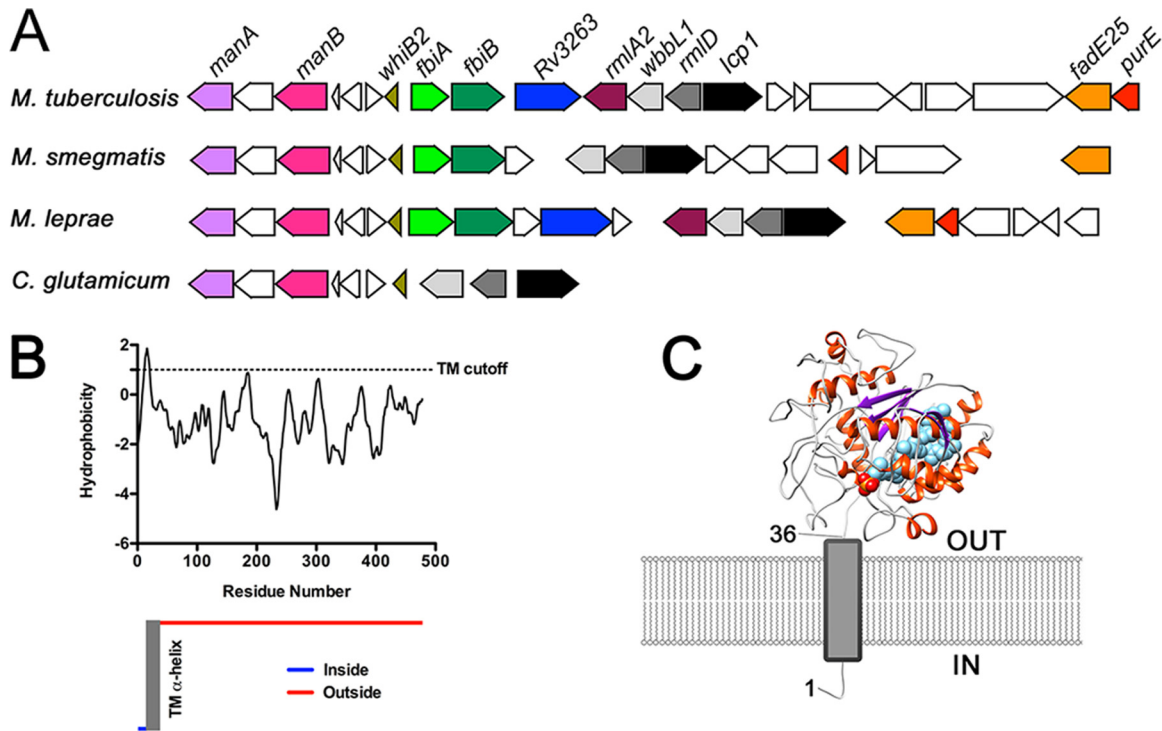 A
manA manB whiB2 fbiA fbiB Rv3263 rmlA2 wbbL1 rmlD lcp1 fadE25 purE
M. tuberculosis
M. smegmatis
M. leprae
C. glutamicum
B
2
0
-2
-4
-6
Hydrophobicity
TM cutoff
0 100 200 300 400 500
Residue Number
TM α-helix
Inside
Outside
C
36
OUT
IN
1